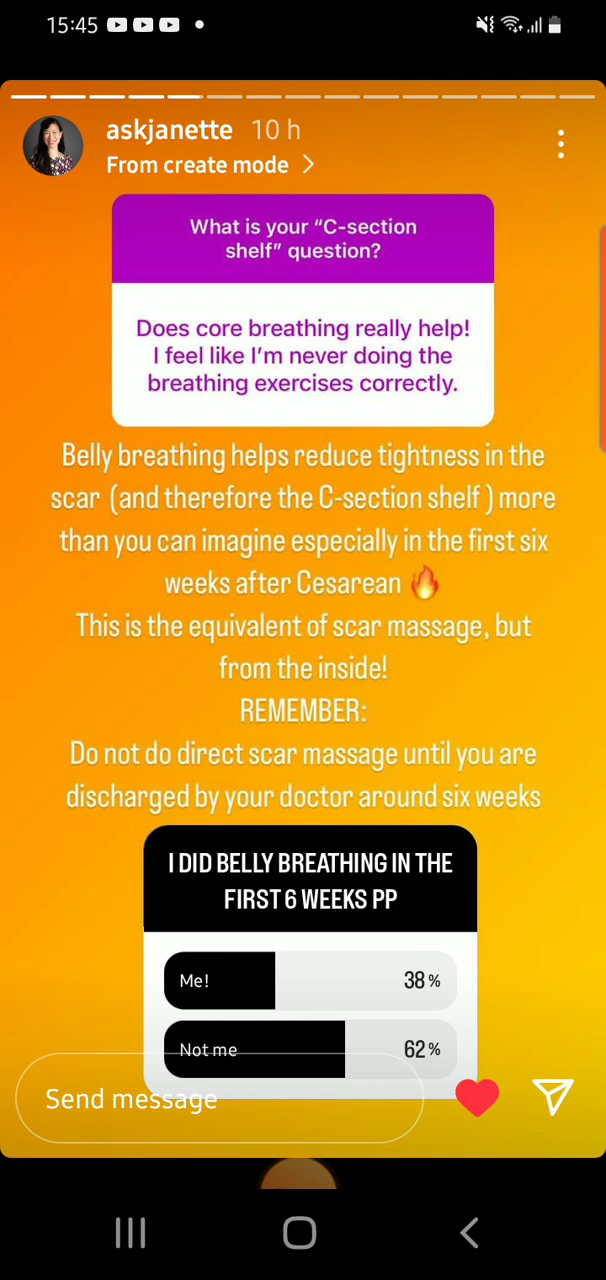 15:45
askjanette 10 h
From create mode
What is your “C-section
shelf” question?
Does core breathing really help!
I feel like I’m never doing the
breathing exercises correctly.
Belly breathing helps reduce tightness in the
scar (and therefore the C-section shelf ) more
than you can imagine especially in the first six
weeks after Cesarean 🔥
This is the equivalent of scar massage, but
from the inside!
REMEMBER:
Do not do direct scar massage until you are
discharged by your doctor around six weeks
I DID BELLY BREATHING IN THE
FIRST 6 WEEKS PP
Me! 38%
Not me 62%
Send message